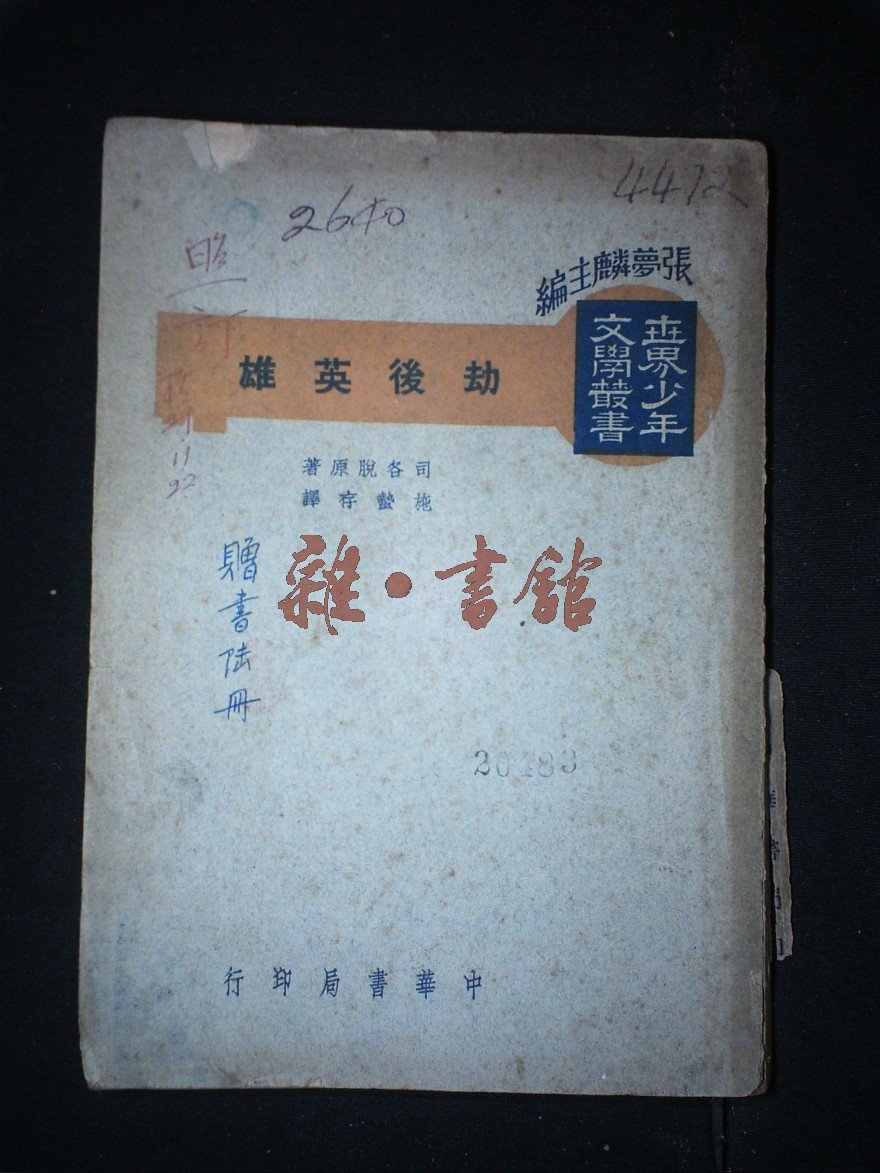 4472
2640
張夢麟主編
世界少年
文學叢書
劫後英雄
司各脫原著
施蟄存譯
贈書陸冊
雜·書館
中華書局印行
11